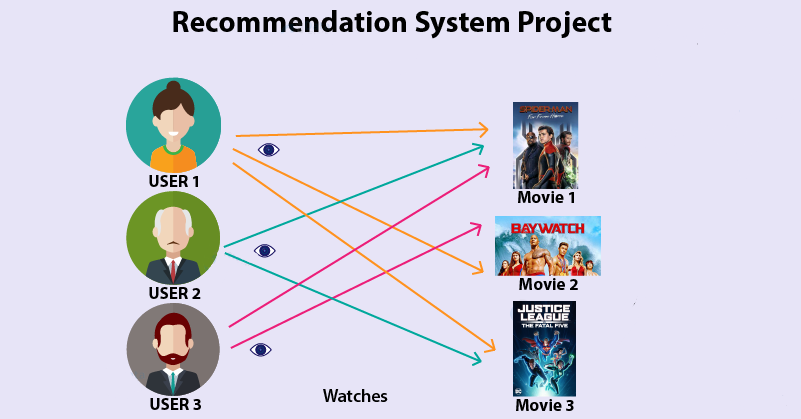 Recommendation System Project
USER 1
USER 2
USER 3
Watches
SPIDER-MAN
FAR FROM HOME
Movie 1
BAYWATCH
Movie 2
JUSTICE
LEAGUE
THE FATAL FIVE
Movie 3